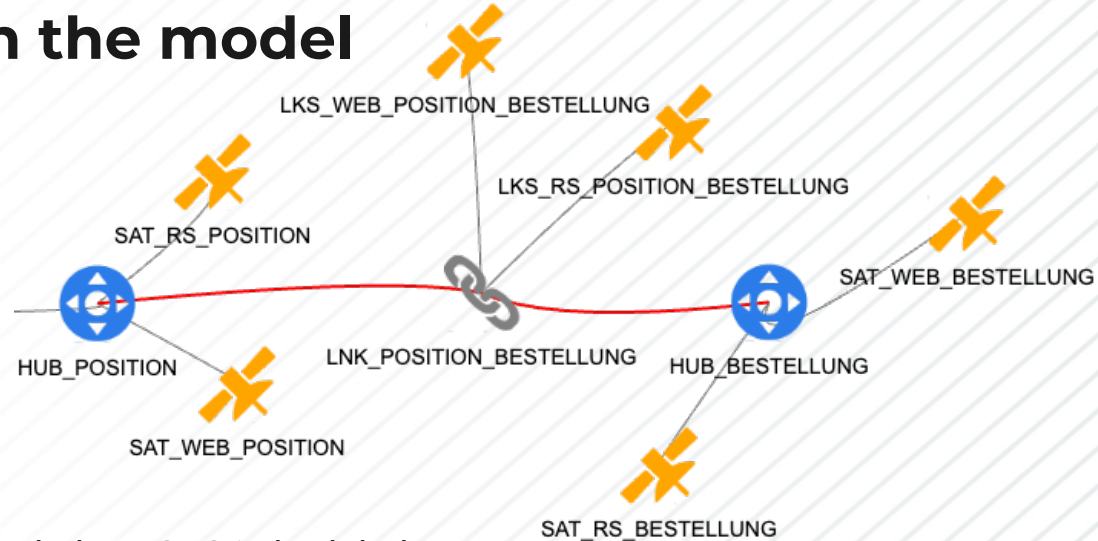 the model
LKS_WEB_POSITION_BESTELLUNG
LKS_RS_POSITION_BESTELLUNG
SAT_RS_POSITION
SAT_WEB_BESTELLUNG
HUB_POSITION
LNK_POSITION_BESTELLUNG
HUB_BESTELLUNG
SAT_WEB_POSITION
SAT_RS_BESTELLUNG